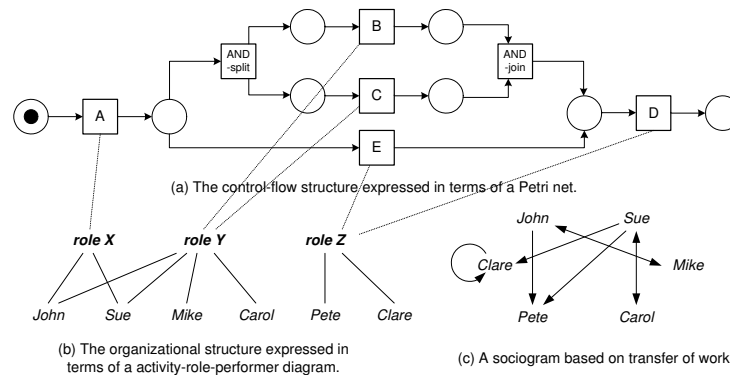 B
AND
-split
AND
-join
A
C
D
E
(a) The control-flow structure expressed in terms of a Petri net.
role X
role Y
role Z
John
Sue
Mike
Carol
Pete
Clare
(b) The organizational structure expressed in
terms of a activity-role-performer diagram.
John
Sue
Clare
Mike
Pete
Carol
(c) A sociogram based on transfer of work.